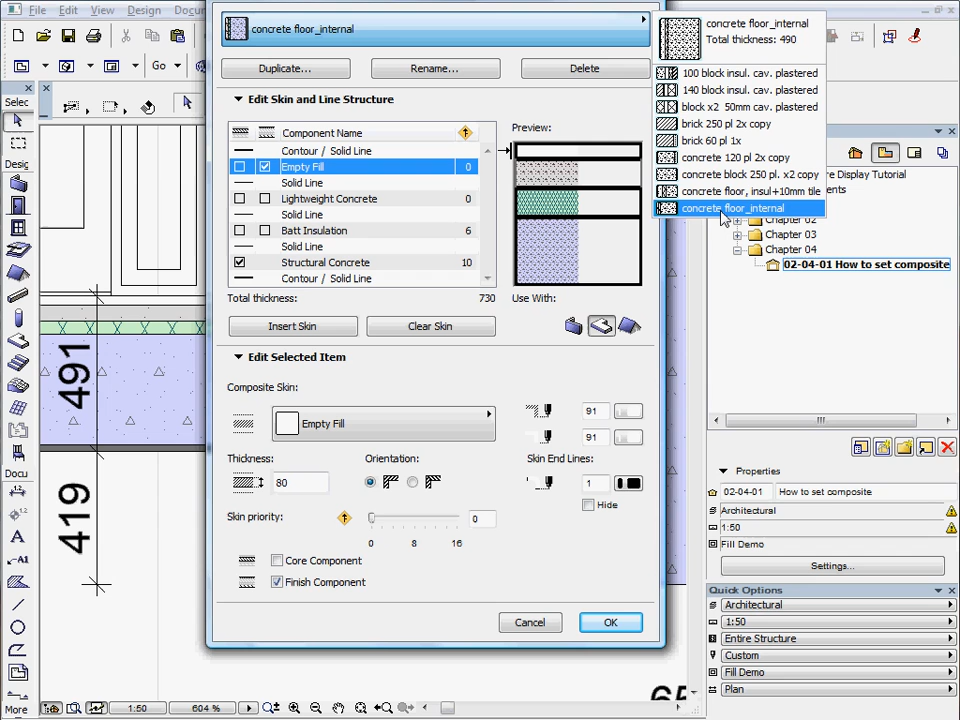 File Edit View Design Docu
Go
Selec
Desig
Docu
More
concrete floor_internal
Duplicate...
Rename...
Delete
Edit Skin and Line Structure
Component Name
Contour / Solid Line
Empty Fill 0
Solid Line
Lightweight Concrete 0
Solid Line
Batt Insulation 6
Solid Line
Structural Concrete 10
Contour / Solid Line
Total thickness: 730
Preview:
Use With:
Insert Skin
Clear Skin
Edit Selected Item
Composite Skin:
Empty Fill
91
91
Thickness:
80
Orientation:
Skin End Lines:
1
Hide
Skin priority:
0
0 8 16
Core Component
Finish Component
Cancel
OK
concrete floor_internal
Total thickness: 490
100 block insul. cav. plastered
140 block insul. cav. plastered
block x2 50mm cav. plastered
brick 250 pl 2x copy
brick 60 pl 1x
concrete 120 pl 2x copy
concrete block 250 pl. x2 copy
concrete floor, insul+10mm tile
concrete floor_internal
re Display Tutorial
ents
Chapter 02
Chapter 03
Chapter 04
02-04-01 How to set composite
Properties
02-04-01 How to set composite
Architectural
1:50
Fill Demo
Settings...
Quick Options
Architectural
1:50
Entire Structure
Custom
Fill Demo
Plan
491
419
1:50
604 %
A
A1